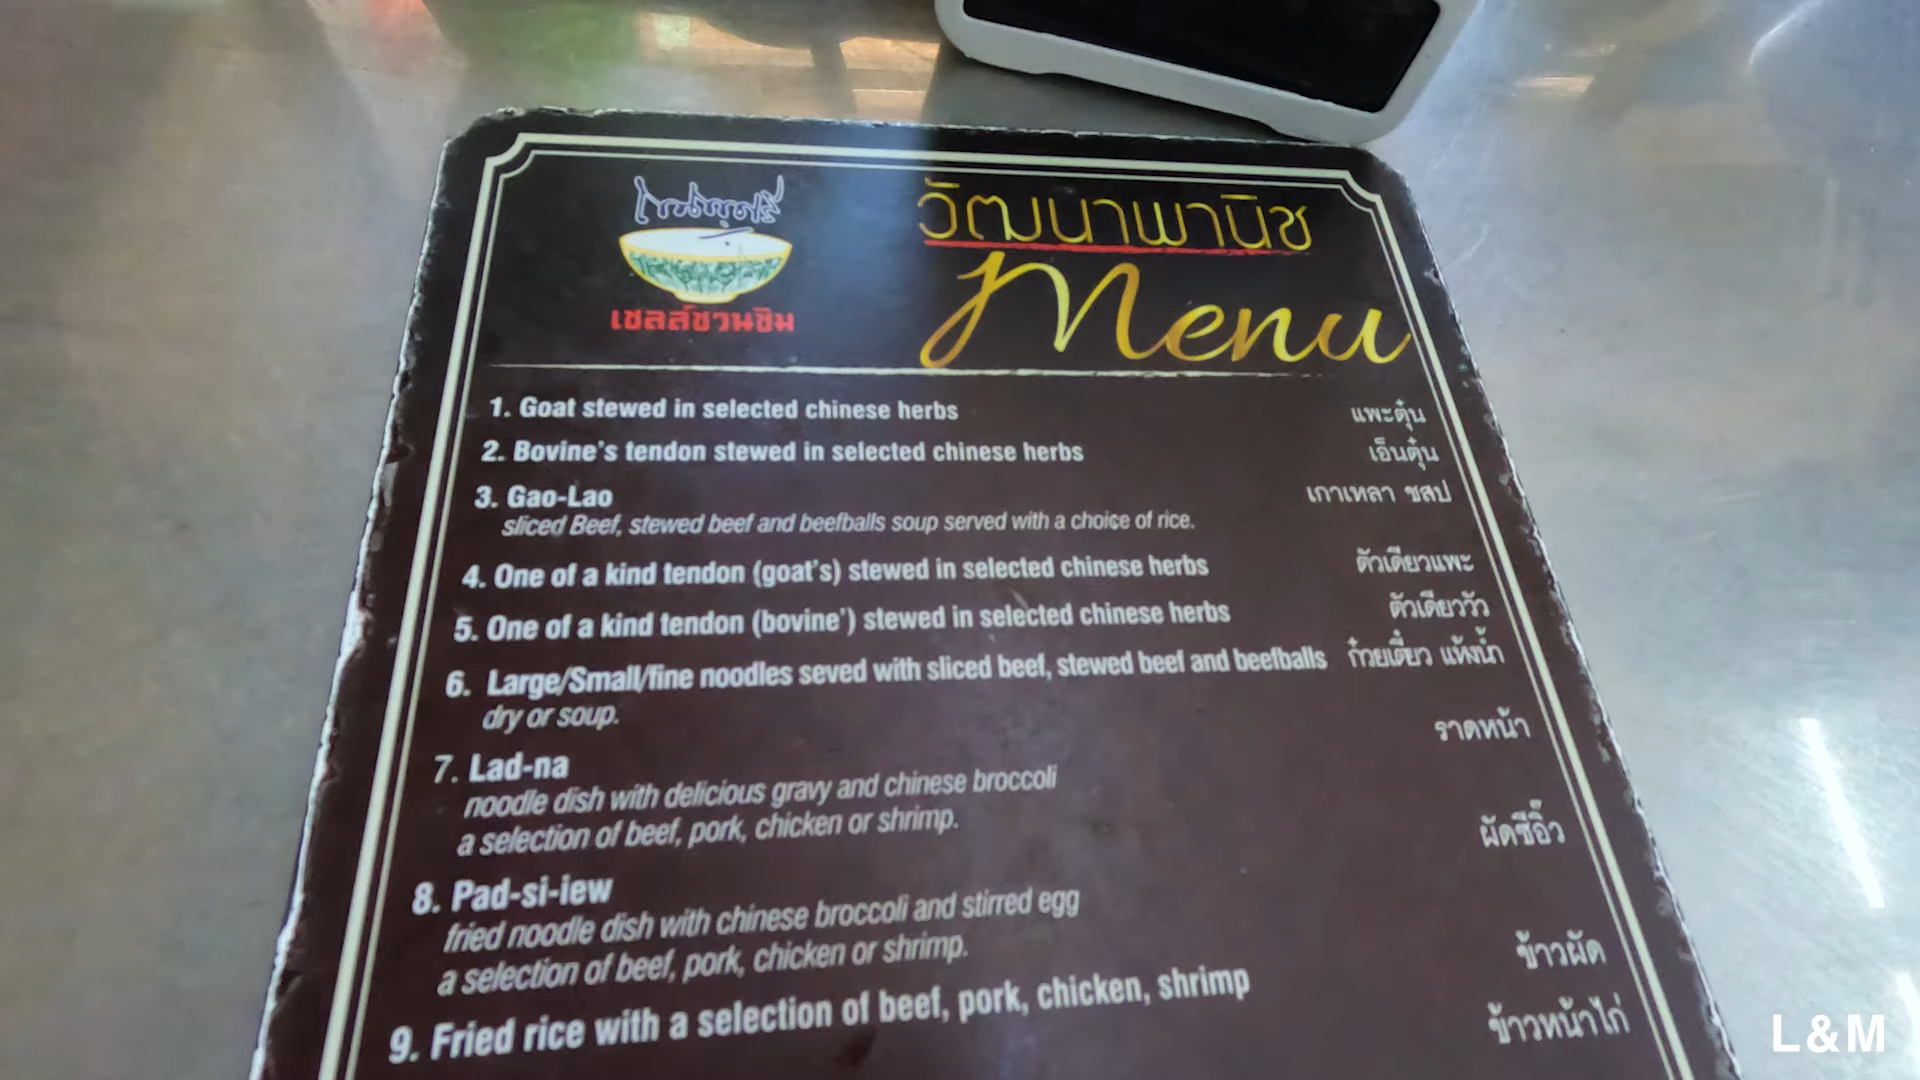 วัฒนาพานิช
Menu
เชลล์ชวนชิม
1. Goat stewed in selected chinese herbs แพะตุ๋น
2. Bovine's tendon stewed in selected chinese herbs เอ็นตุ๋น
3. Gao-Lao เกาเหลา ชสป
sliced Beef, stewed beef and beefballs soup served with a choice of rice.
4. One of a kind tendon (goat's) stewed in selected chinese herbs ตัวเดียวแพะ
5. One of a kind tendon (bovine') stewed in selected chinese herbs ตัวเดียววัว
6. Large/Small/fine noodles seved with sliced beef, stewed beef and beefballs ก๋วยเตี๋ยว แห้งน้ำ
dry or soup.
7. Lad-na ราดหน้า
noodle dish with delicious gravy and chinese broccoli
a selection of beef, pork, chicken or shrimp.
8. Pad-si-iew ผัดซีอิ๊ว
fried noodle dish with chinese broccoli and stirred egg
a selection of beef, pork, chicken or shrimp.
9. Fried rice with a selection of beef, pork, chicken, shrimp ข้าวผัด
ข้าวหน้าไก่
L&M